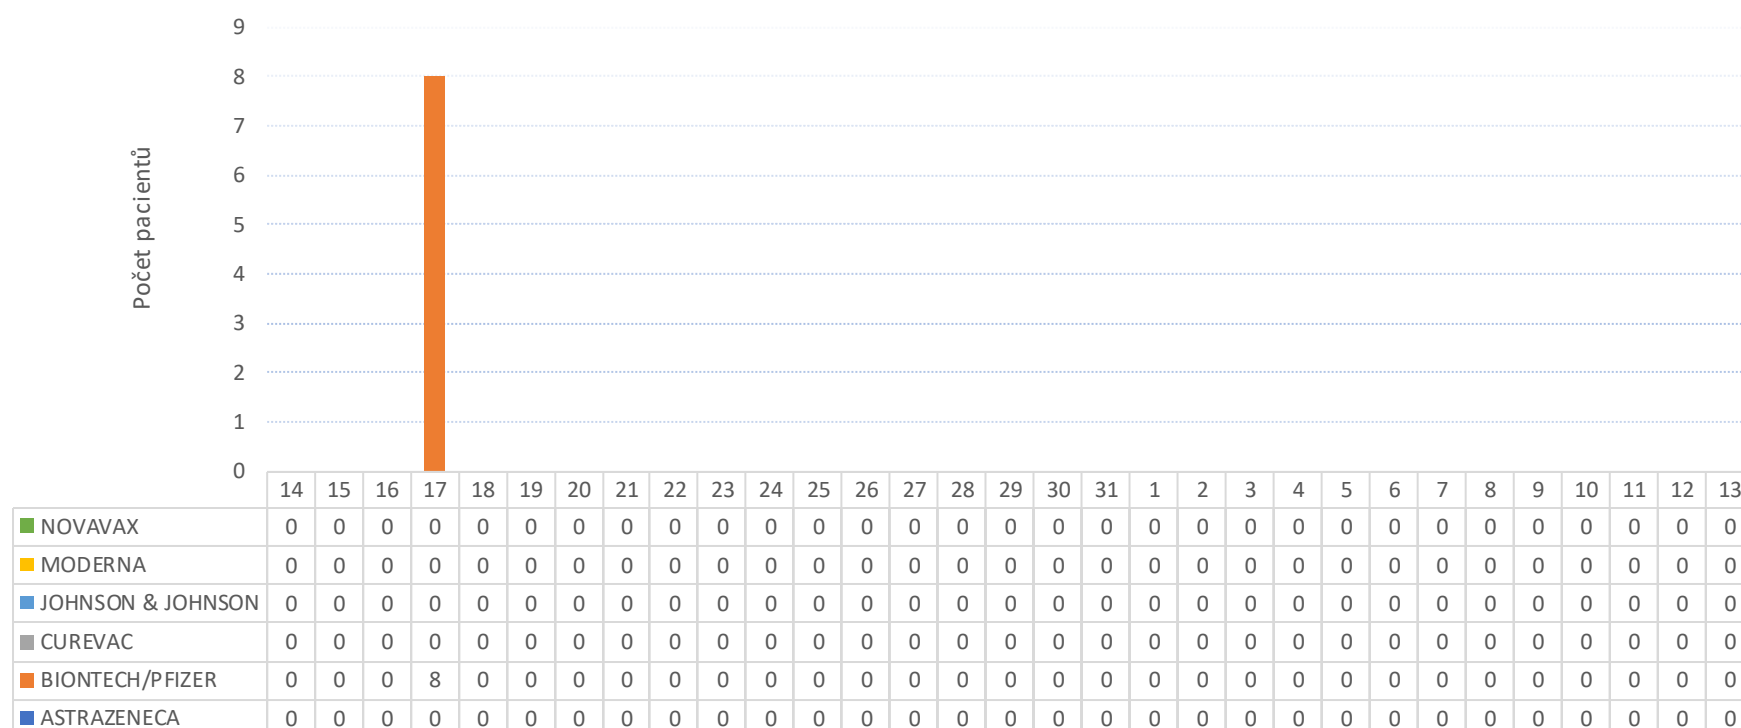 9
8
7
6
5
4
3
2
1
0
Počet pacientů
14 15 16 17 18 19 20 21 22 23 24 25 26 27 28 29 30 31 1 2 3 4 5 6 7 8 9 10 11 12 13
NOVAVAX 0 0 0 0 0 0 0 0 0 0 0 0 0 0 0 0 0 0 0 0 0 0 0 0 0 0 0 0 0 0 0
MODERNA 0 0 0 0 0 0 0 0 0 0 0 0 0 0 0 0 0 0 0 0 0 0 0 0 0 0 0 0 0 0 0
JOHNSON & JOHNSON 0 0 0 0 0 0 0 0 0 0 0 0 0 0 0 0 0 0 0 0 0 0 0 0 0 0 0 0 0 0 0
CUREVAC 0 0 0 0 0 0 0 0 0 0 0 0 0 0 0 0 0 0 0 0 0 0 0 0 0 0 0 0 0 0 0
BIONTECH/PFIZER 0 0 0 8 0 0 0 0 0 0 0 0 0 0 0 0 0 0 0 0 0 0 0 0 0 0 0 0 0 0 0
ASTRAZENECA 0 0 0 0 0 0 0 0 0 0 0 0 0 0 0 0 0 0 0 0 0 0 0 0 0 0 0 0 0 0 0